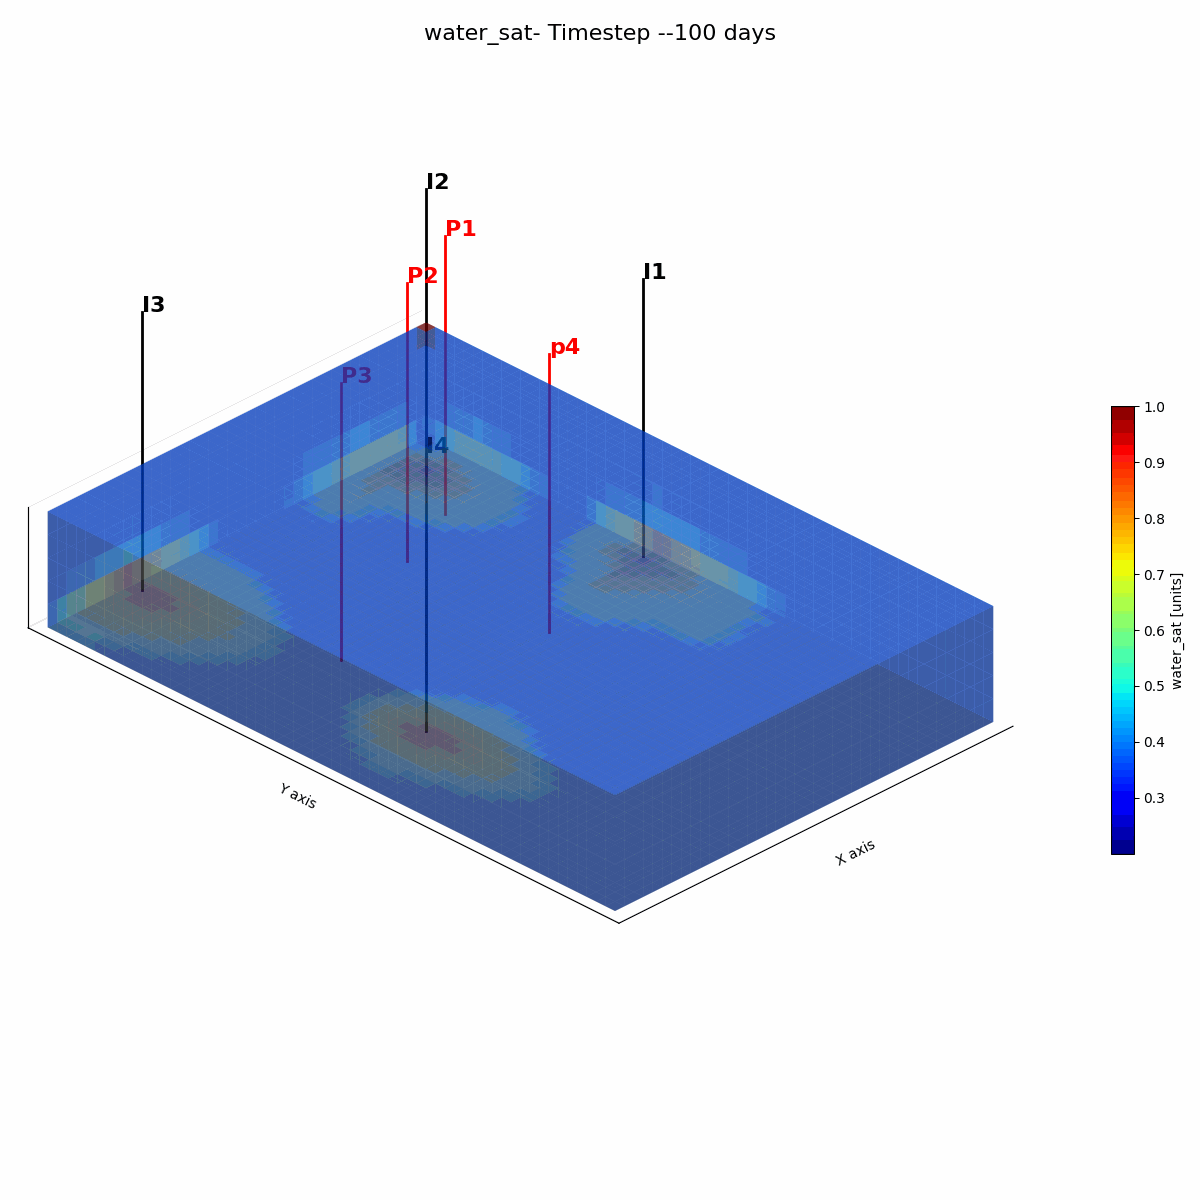 water_sat- Timestep --100 days
I2
P1
I1
P2
I3
p4
P3
I4
1.0
0.9
0.8
0.7
0.6
0.5
0.4
0.3
water_sat [units]
Y axis
X axis